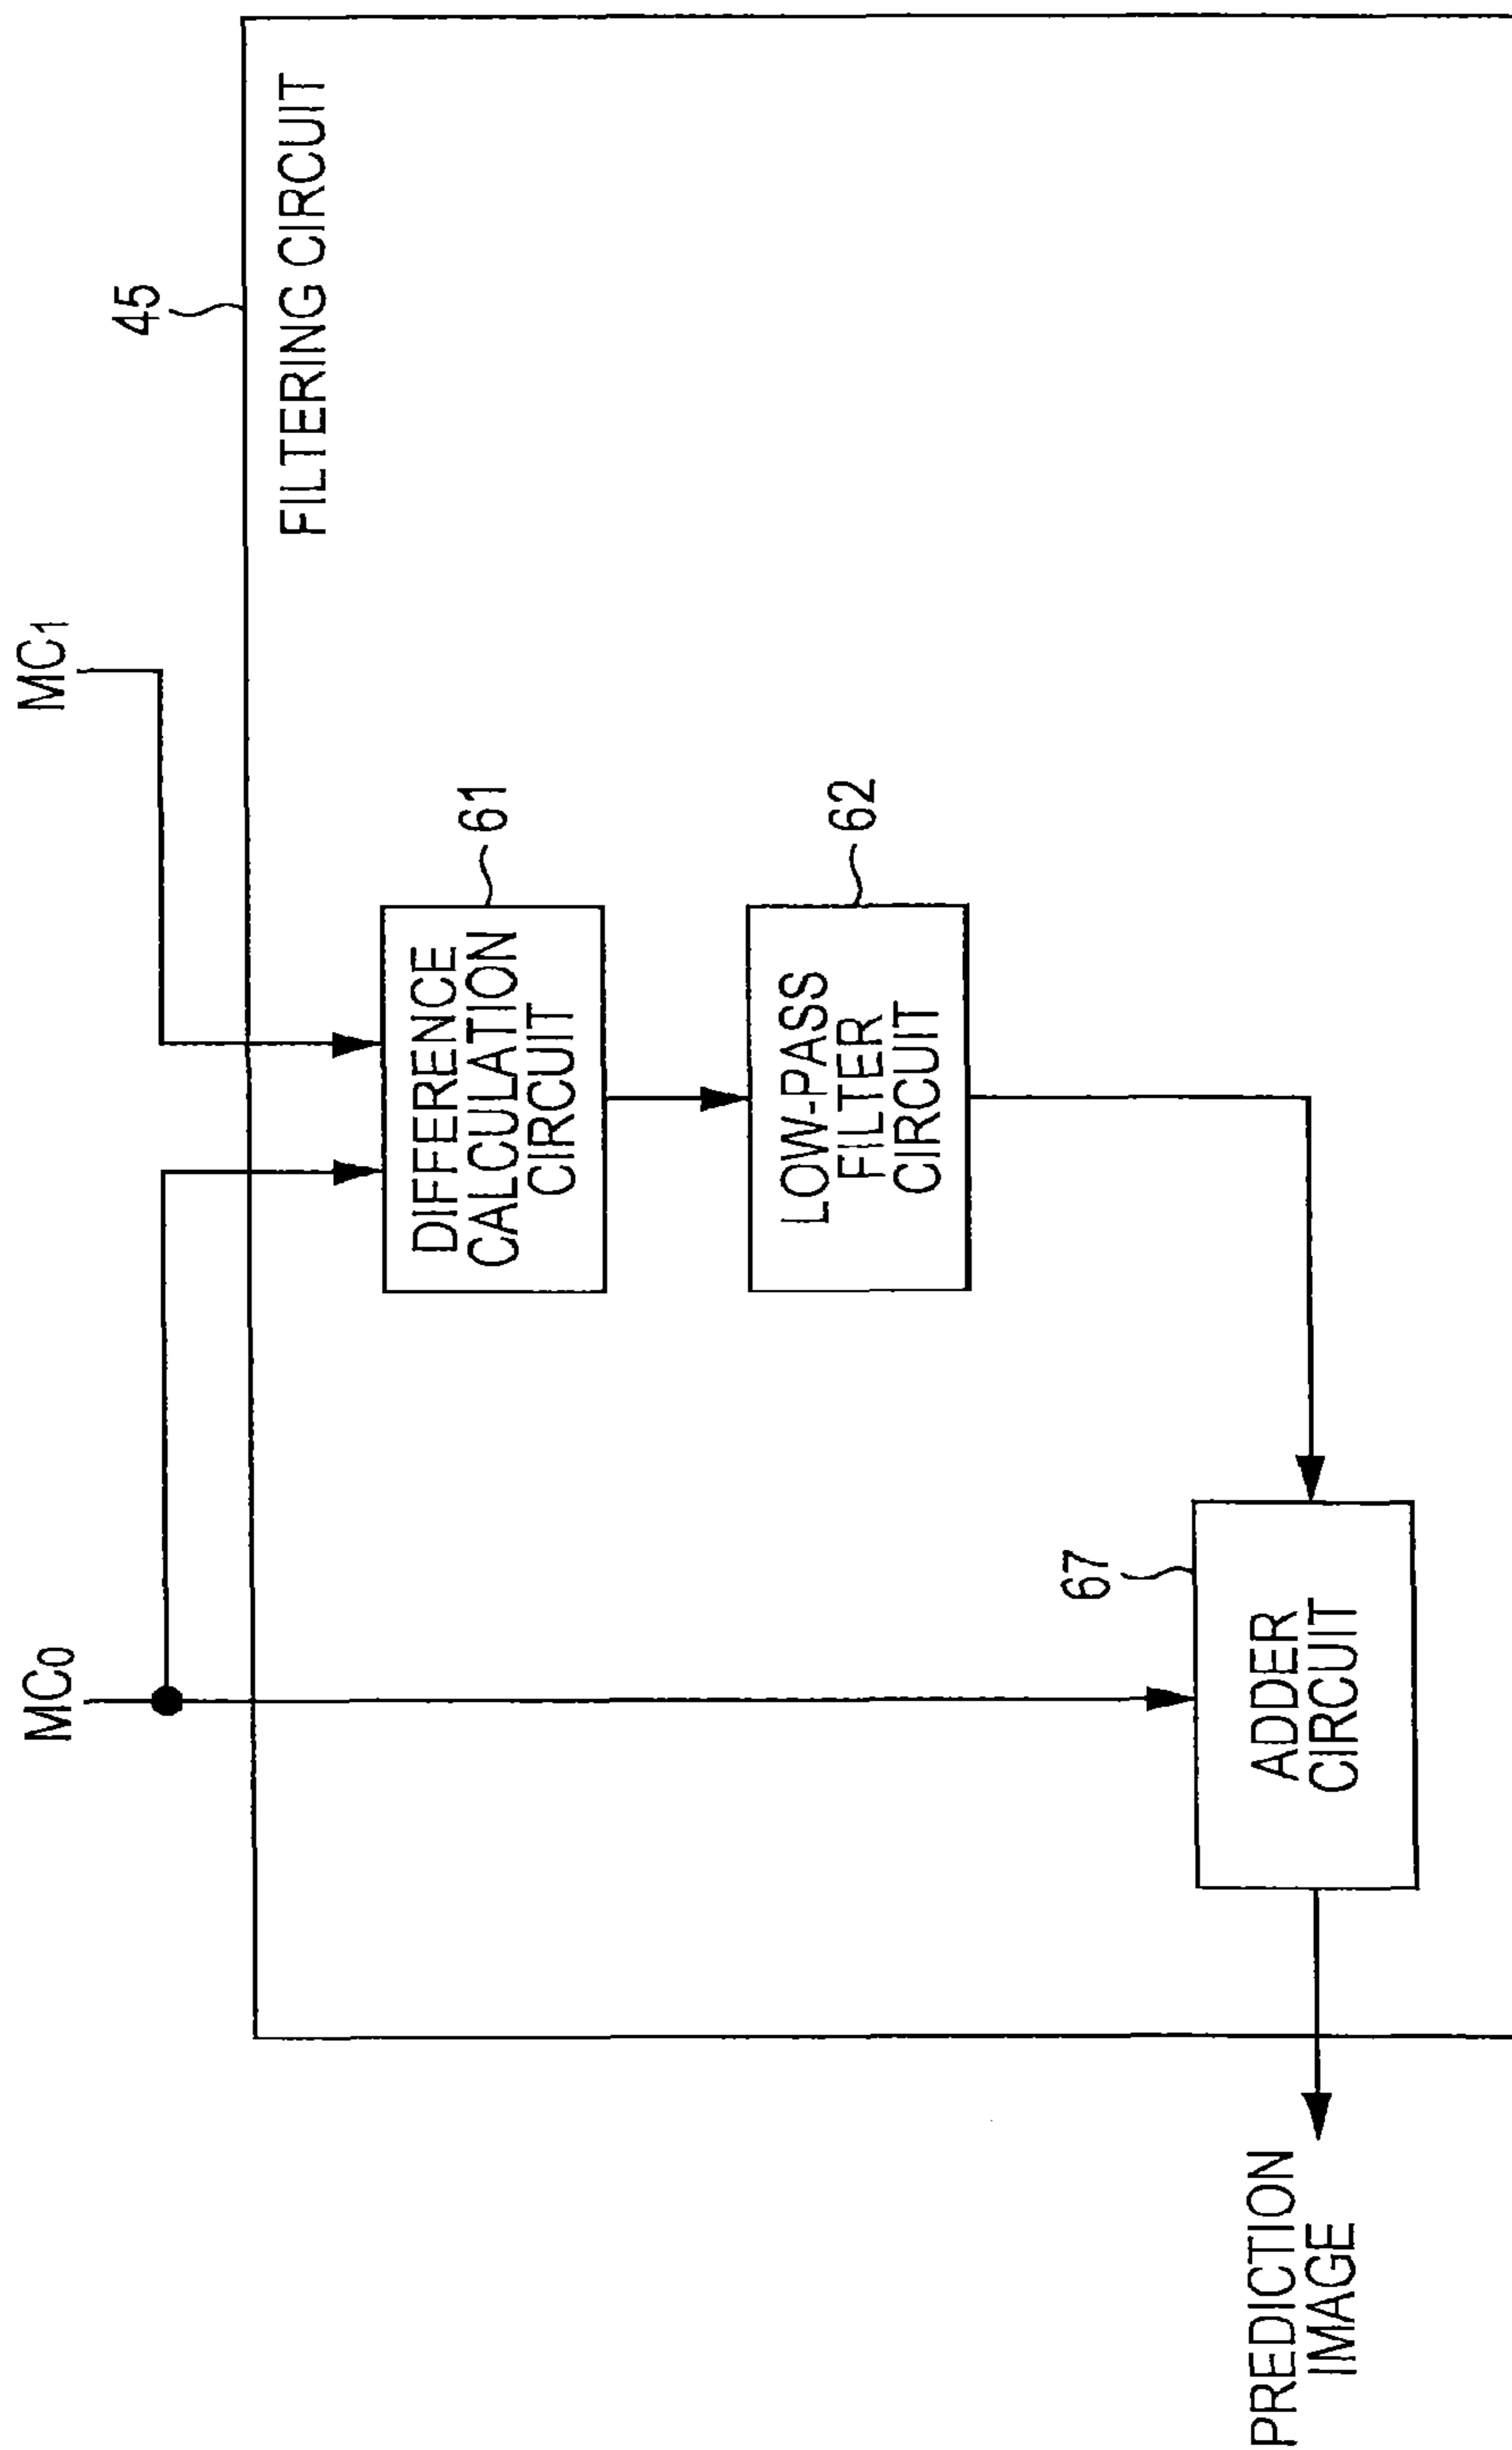 MC0
MC1
45
FILTERING CIRCUIT
DIFFERENCE
CALCULATION
CIRCUIT
61
LOW-PASS
FILTER
CIRCUIT
62
67
ADDER
CIRCUIT
PREDICTION
IMAGE